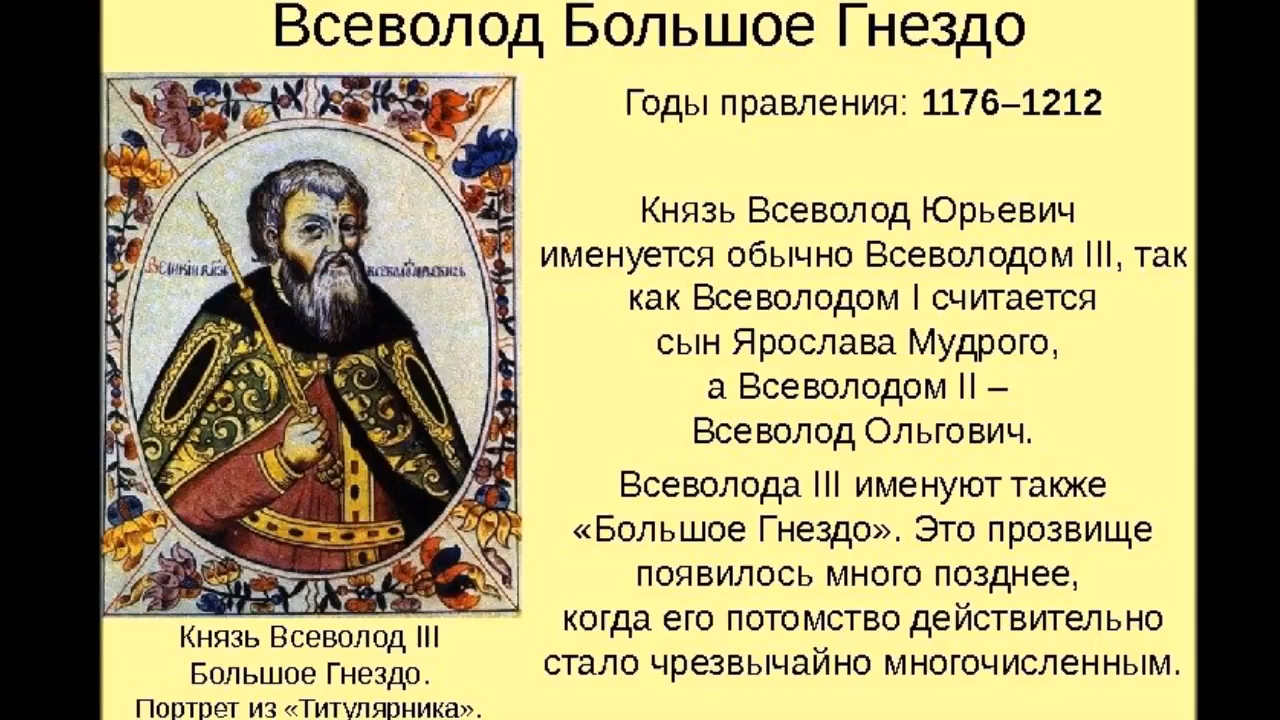 Всеволод Большое Гнездо
Годы правления: 1176–1212
Князь Всеволод Юрьевич
именуется обычно Всеволодом III, так
как Всеволодом I считается
сын Ярослава Мудрого,
а Всеволодом II –
Всеволод Ольгович.
Всеволода III именуют также
«Большое Гнездо». Это прозвище
появилось много позднее,
когда его потомство действительно
стало чрезвычайно многочисленным.
Князь Всеволод III
Большое Гнездо.
Портрет из «Титулярника».